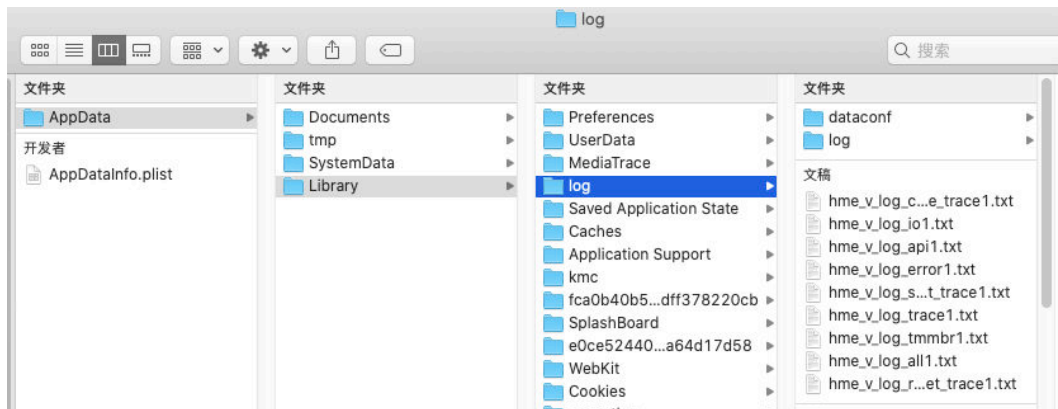 log
搜索
文件夹
AppData
开发者
AppDataInfo.plist
文件夹
Documents
tmp
SystemData
Library
文件夹
Preferences
UserData
MediaTrace
log
Saved Application State
Caches
Application Support
kmc
fca0b40b5...dff378220cb
SplashBoard
e0ce52440...a64d17d58
WebKit
Cookies
文件夹
dataconf
log
文稿
hme_v_log_c...e_trace1.txt
hme_v_log_io1.txt
hme_v_log_api1.txt
hme_v_log_error1.txt
hme_v_log_s...t_trace1.txt
hme_v_log_trace1.txt
hme_v_log_tmmbr1.txt
hme_v_log_all1.txt
hme_v_log_r...et_trace1.txt